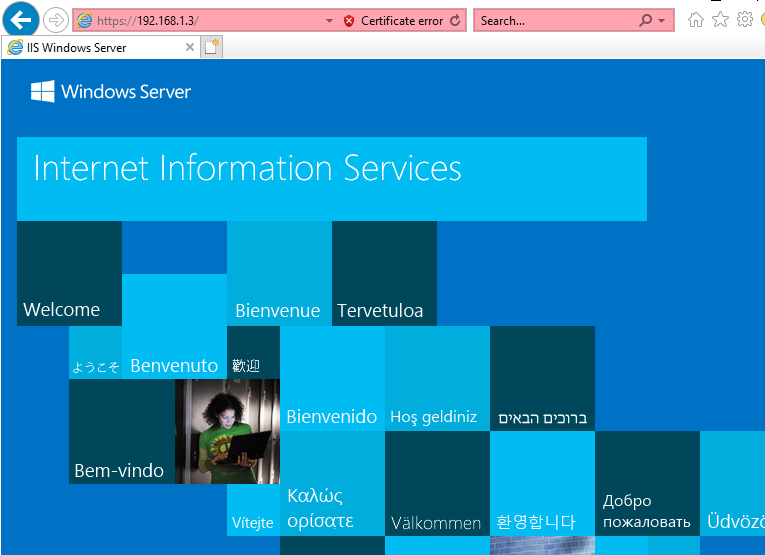 https://192.168.1.3/
Certificate error
Search...
IIS Windows Server
Windows Server
Internet Information Services
Welcome
Bienvenue
Tervetuloa
ようこそ
Benvenuto
歡迎
Bienvenido
Hoş geldiniz
ברוכים הבאים
Bem-vindo
Vítejte
Καλώς
ορίσατε
Välkommen
환영합니다
Добро
пожаловать